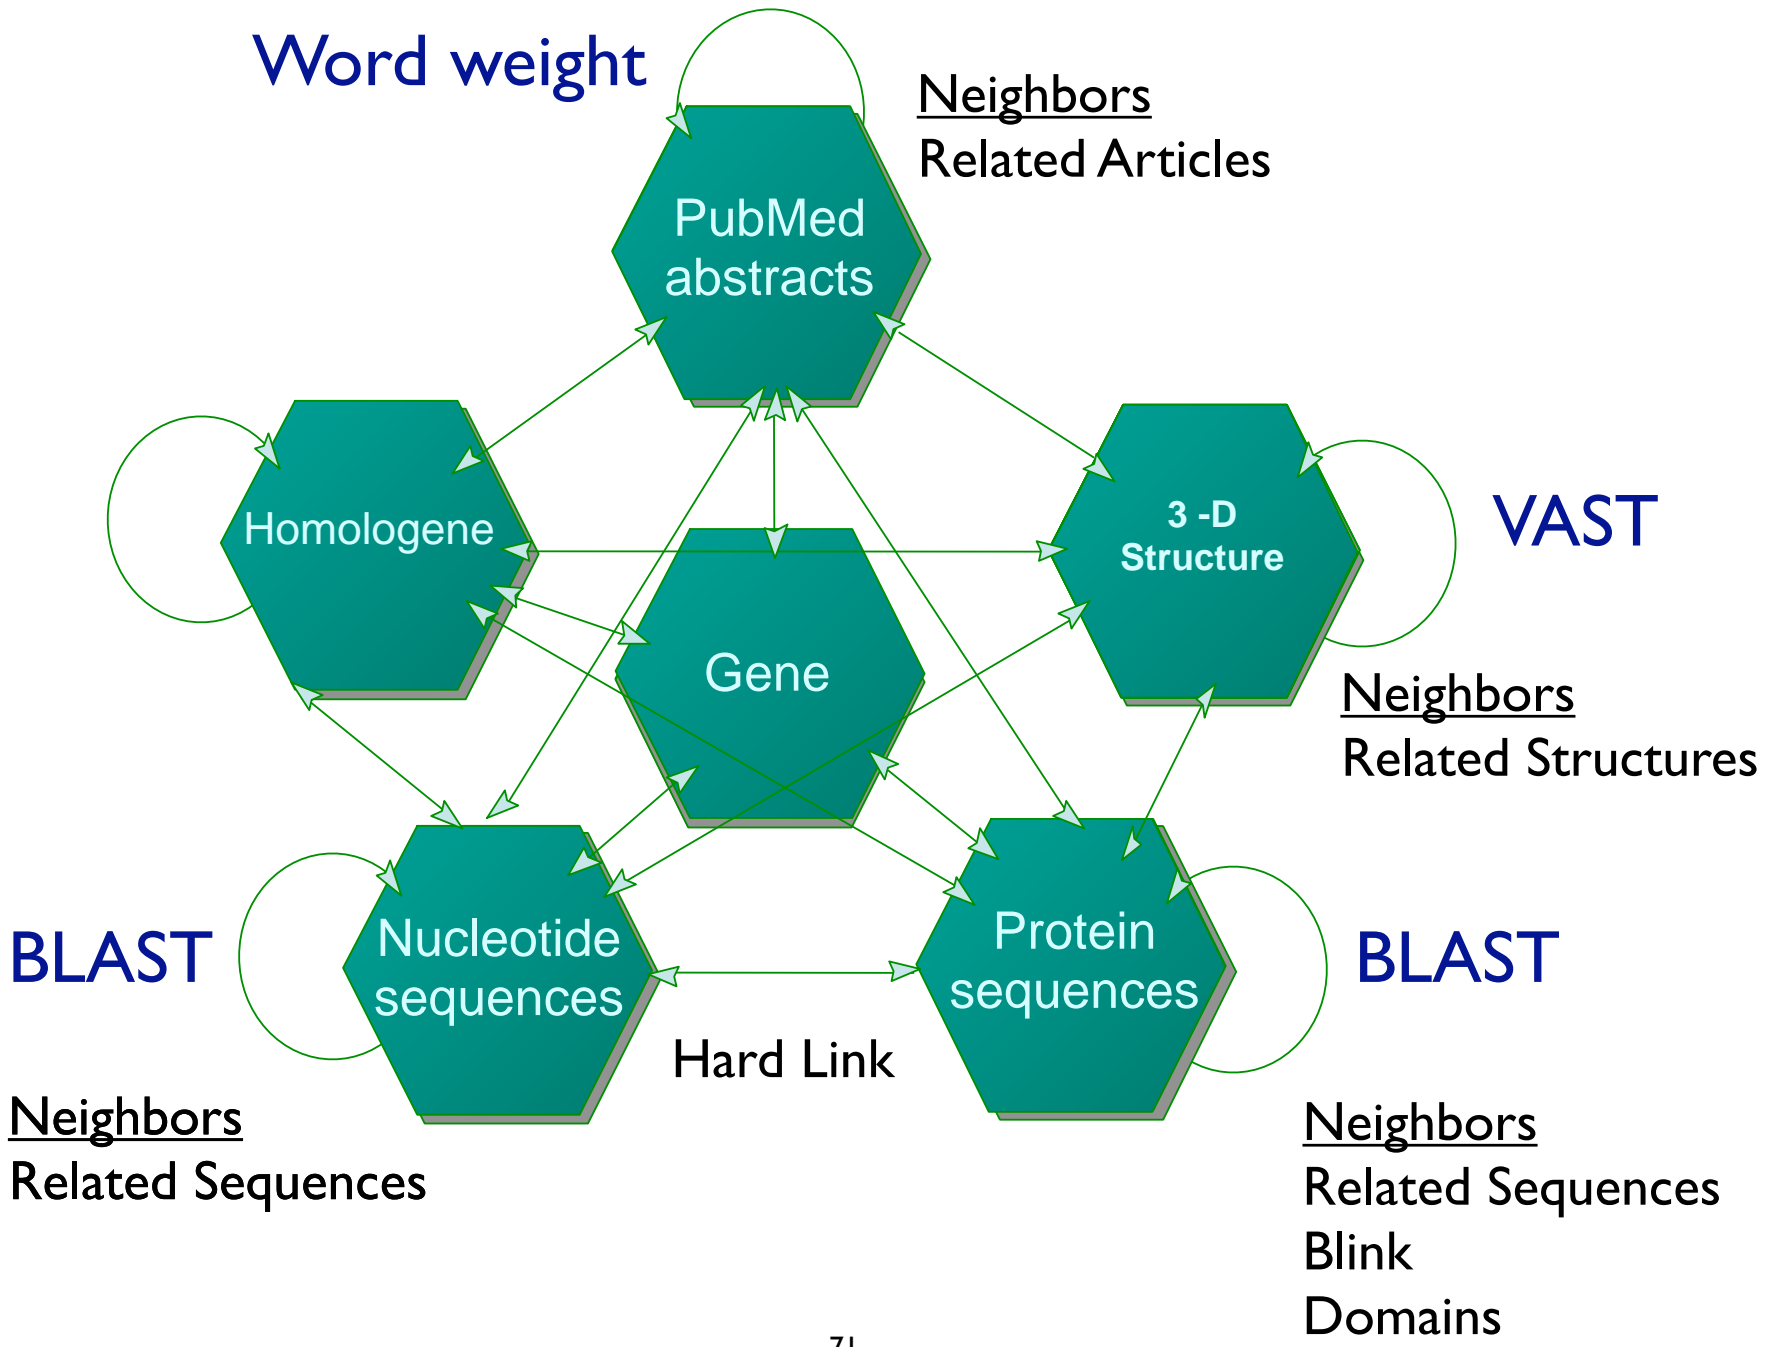 Word weight
Neighbors
Related Articles
PubMed
abstracts
Homologene
3 -D
Structure
VAST
Gene
Neighbors
Related Structures
BLAST
Nucleotide
sequences
Protein
sequences
BLAST
Hard Link
Neighbors
Related Sequences
Neighbors
Related Sequences
Blink
Domains
71